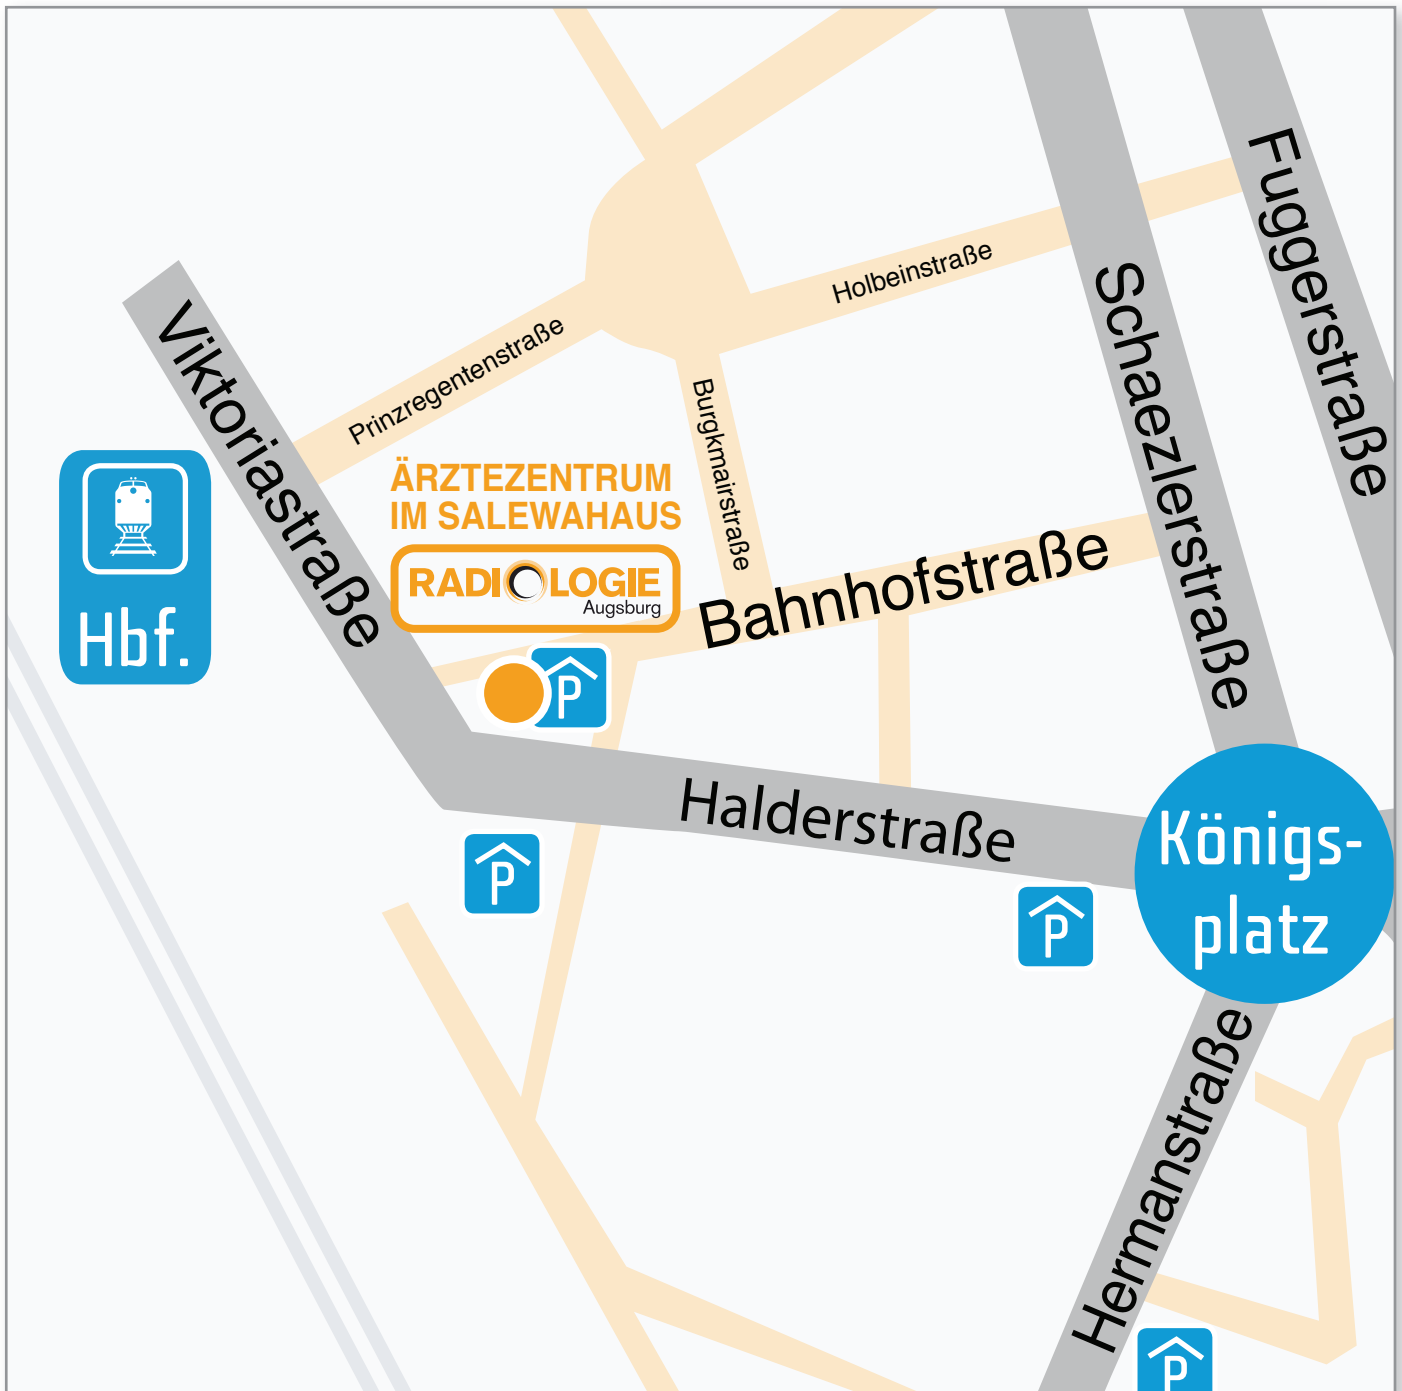 Fuggerstraße
Holbeinstraße
Schaezlerstraße
Viktoriastraße
Prinzregentenstraße
Burgkmairstraße
ÄRZTEZENTRUM
IM SALEWAHAUS
RADIOLOGIE
Augsburg
Bahnhofstraße
Hbf.
P
Halderstraße
Königs-
platz
P
P
Hermanstraße
P